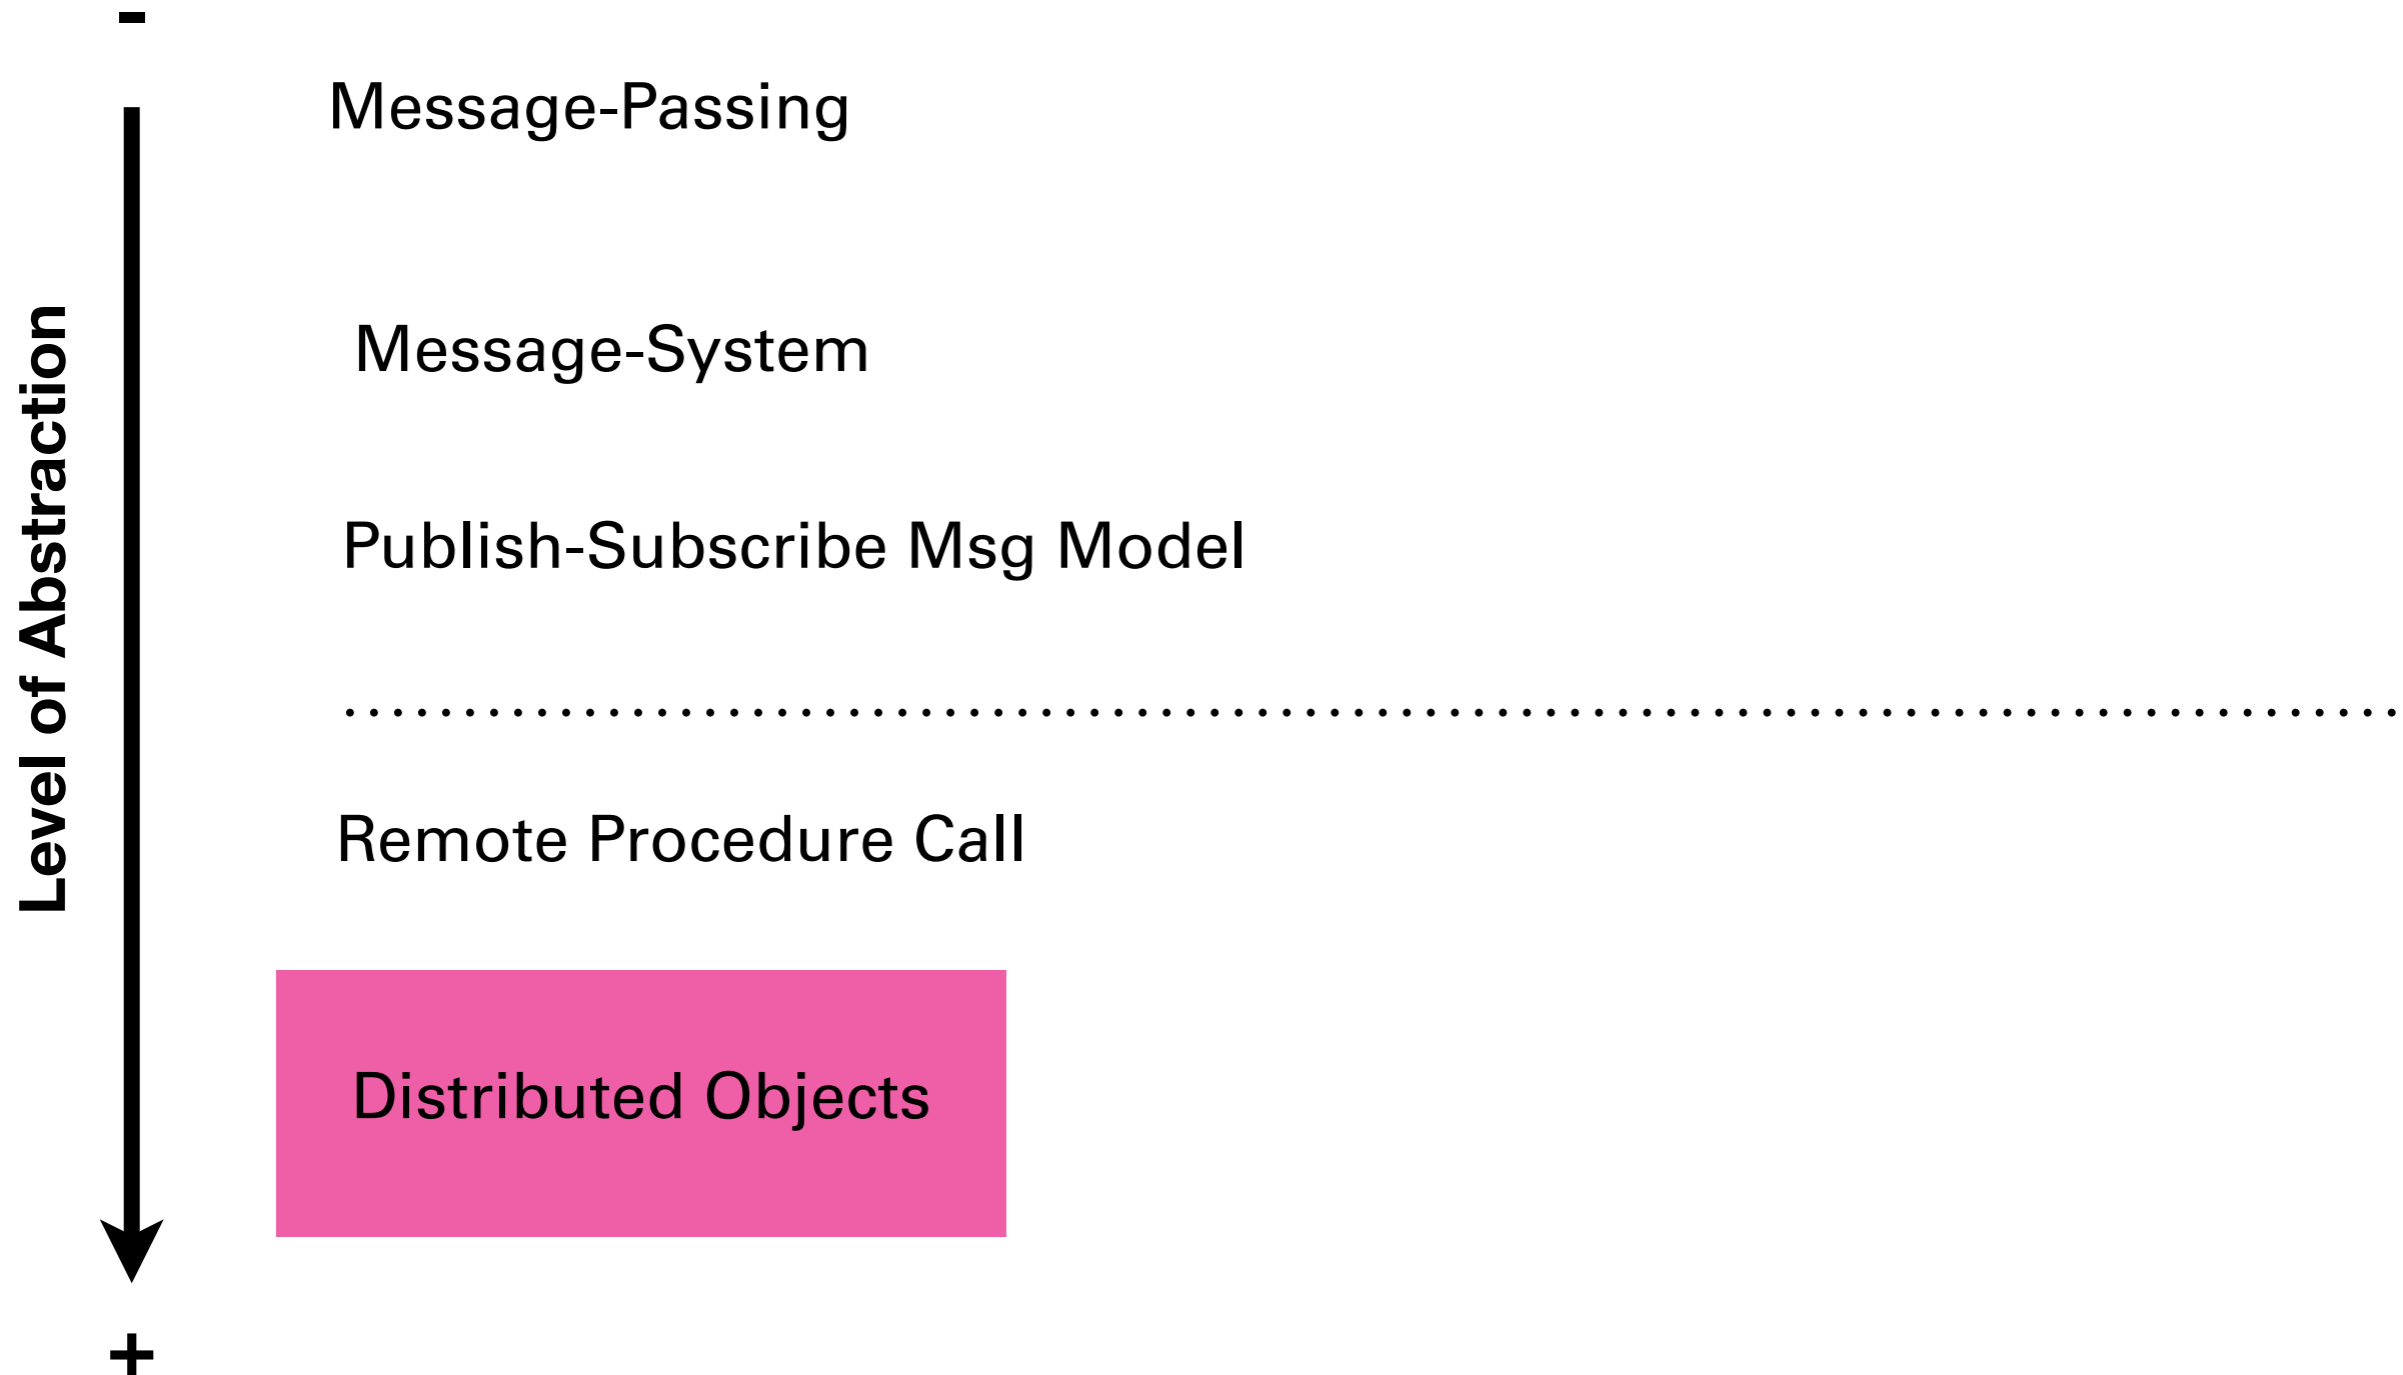 -
Message-Passing
Message-System
Publish-Subscribe Msg Model
Level of Abstraction
Remote Procedure Call
Distributed Objects
+